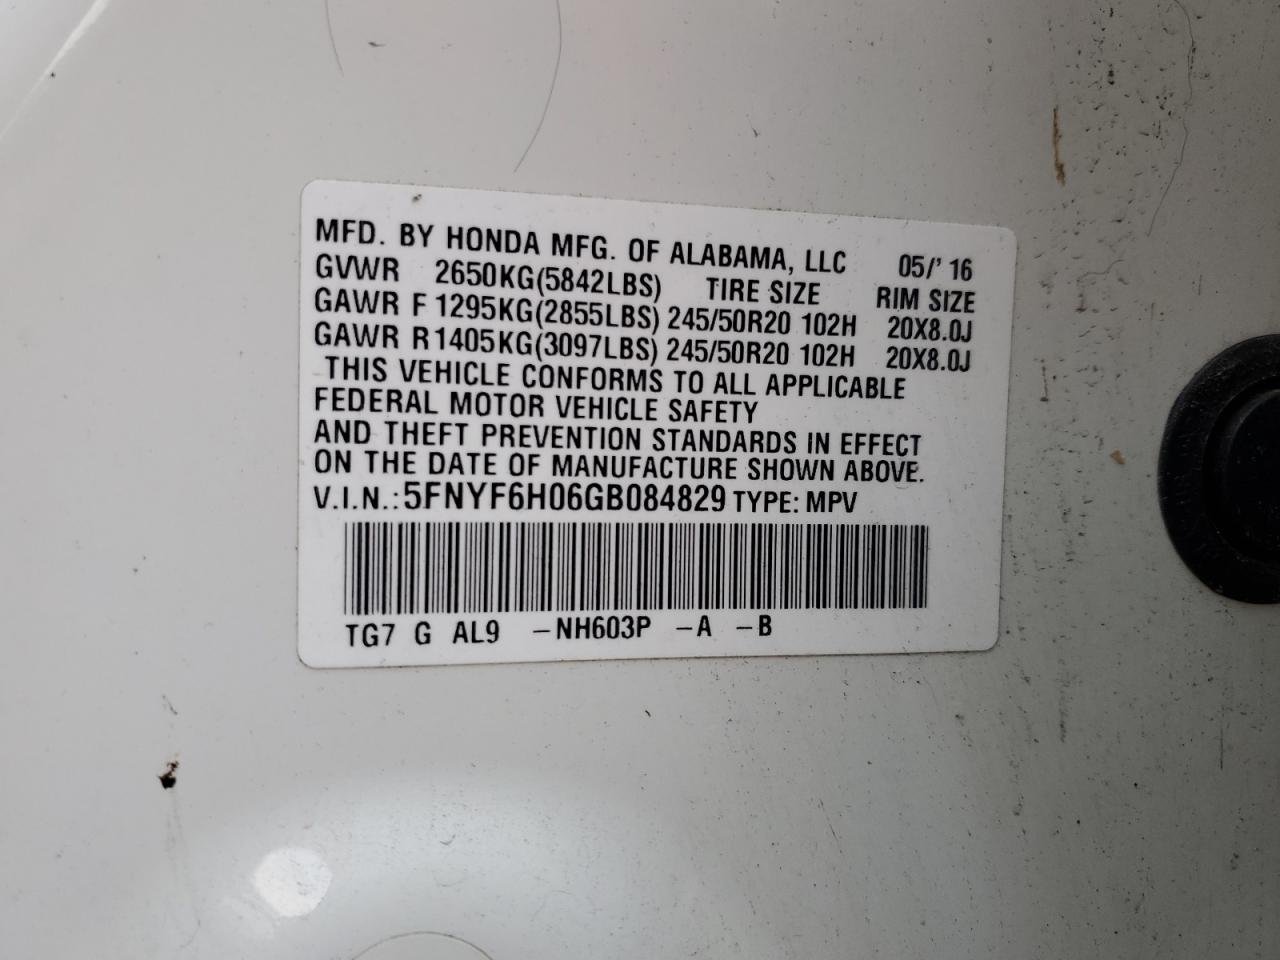 MFD. BY HONDA MFG. OF ALABAMA, LLC 05/' 16
GVWR 2650KG(5842LBS) TIRE SIZE RIM SIZE
GAWR F 1295KG(2855LBS) 245/50R20 102H 20X8.0J
GAWR R1405KG(3097LBS) 245/50R20 102H 20X8.0J
THIS VEHICLE CONFORMS TO ALL APPLICABLE
FEDERAL MOTOR VEHICLE SAFETY
AND THEFT PREVENTION STANDARDS IN EFFECT
ON THE DATE OF MANUFACTURE SHOWN ABOVE.
V.I.N.:5FNYF6H06GB084829 TYPE: MPV
TG7 G AL9 -NH603P -A -B